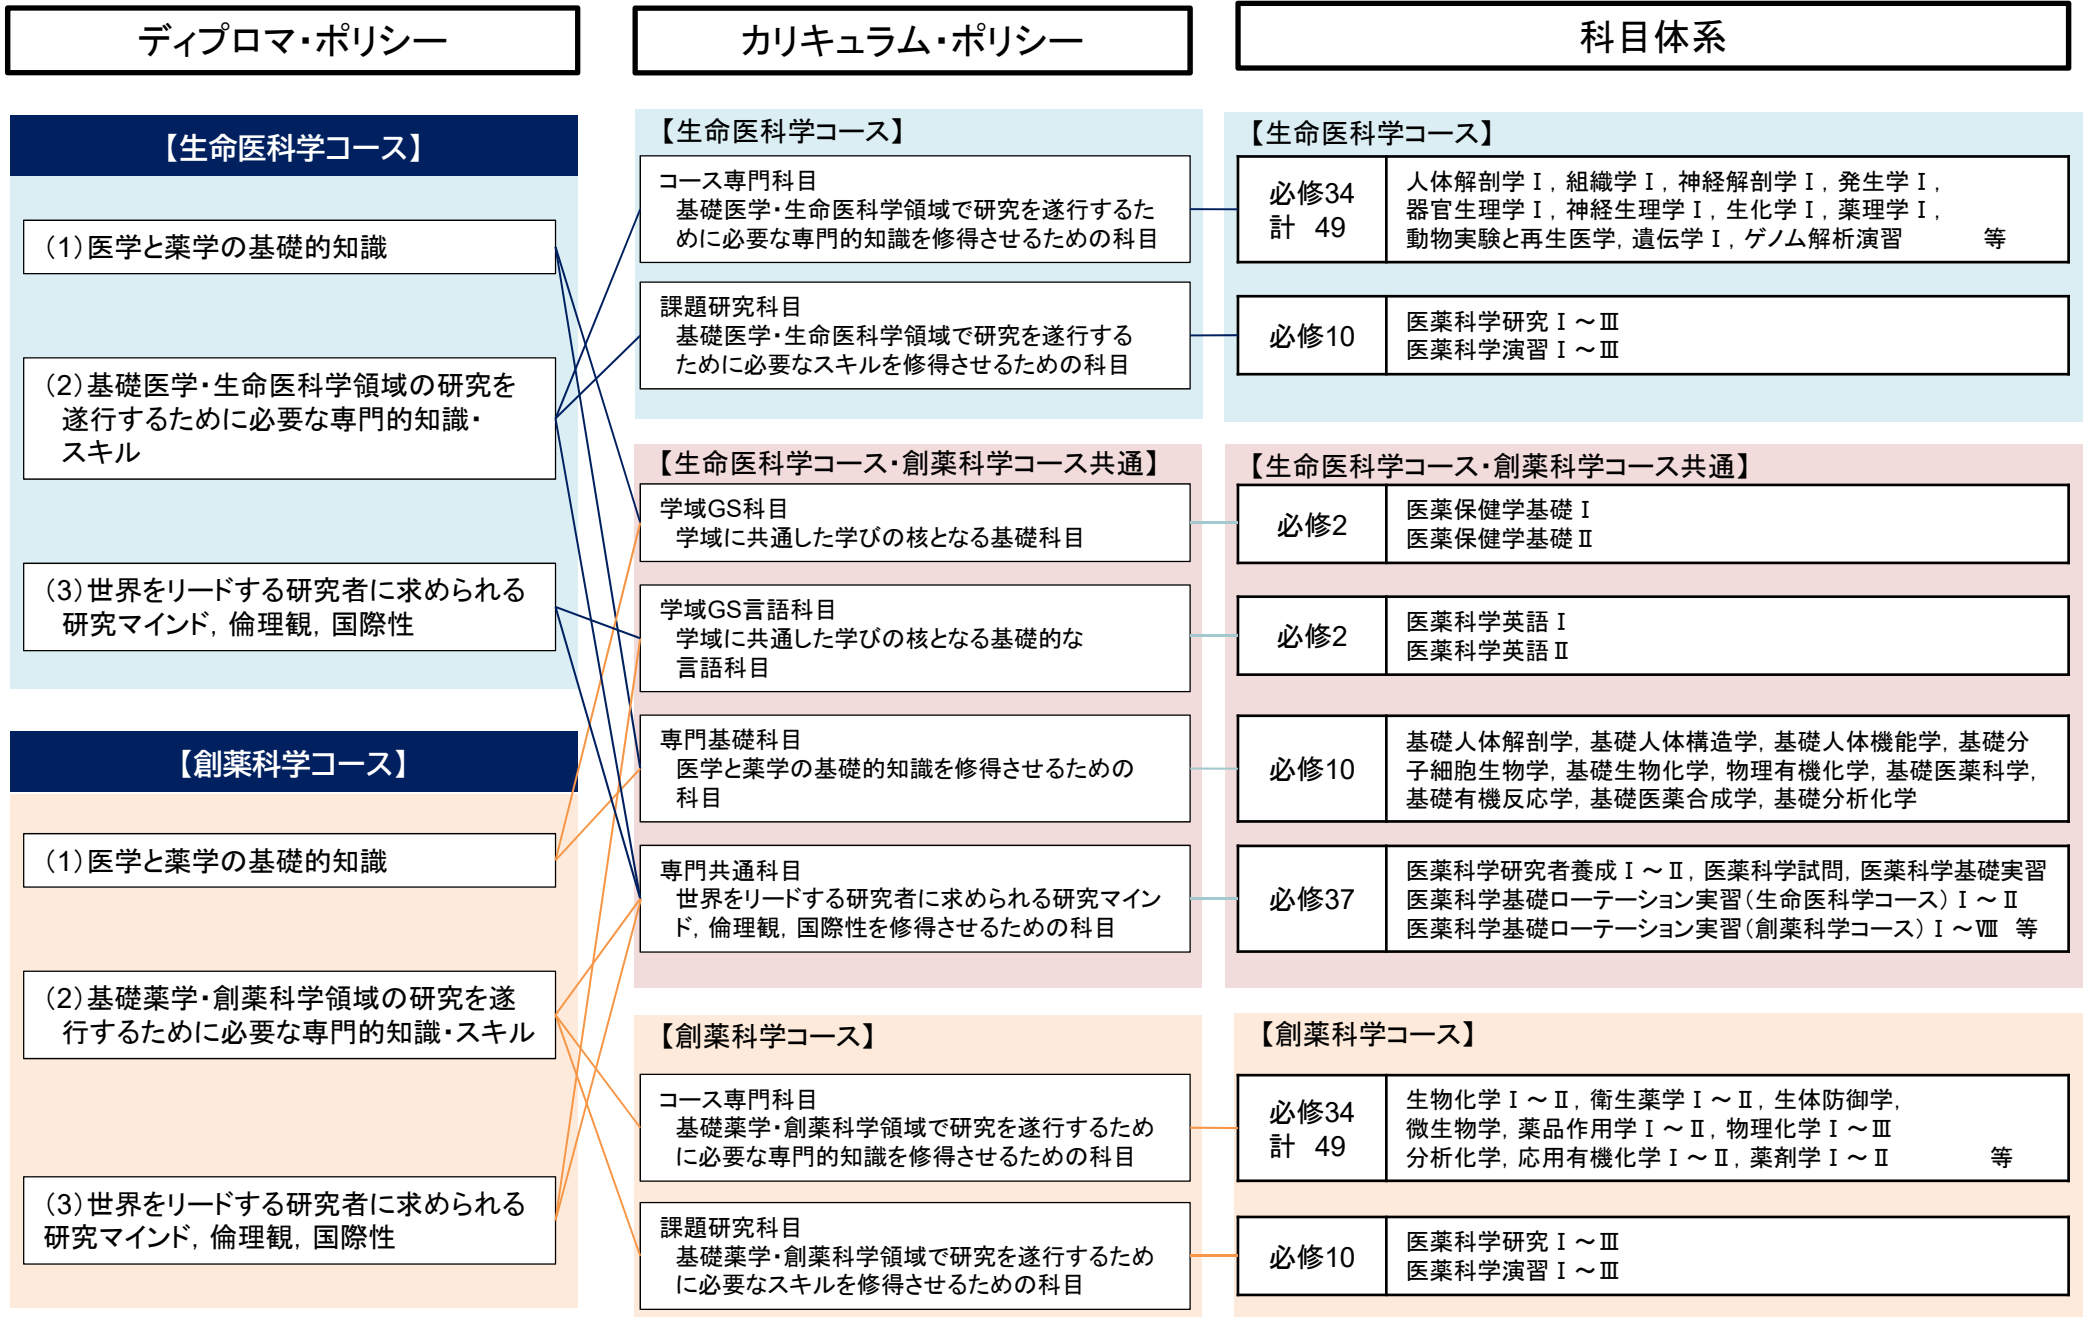 ディプロマ・ポリシー
【生命医科学コース】
（1）医学と薬学の基礎的知識
（2）基礎医学・生命医科学領域の研究を
遂行するために必要な専門的知識・
スキル
（3）世界をリードする研究者に求められる
研究マインド，倫理観，国際性
【創薬科学コース】
（1）医学と薬学の基礎的知識
（2）基礎薬学・創薬科学領域の研究を遂
行するために必要な専門的知識・スキル
（3）世界をリードする研究者に求められる
研究マインド，倫理観，国際性
カリキュラム・ポリシー
【生命医科学コース】
コース専門科目
基礎医学・生命医科学領域で研究を遂行するた
めに必要な専門的知識を修得させるための科目
課題研究科目
基礎医学・生命医科学領域で研究を遂行する
ために必要なスキルを修得させるための科目
【生命医科学コース・創薬科学コース共通】
学域GS科目
学域に共通した学びの核となる基礎科目
学域GS言語科目
学域に共通した学びの核となる基礎的な
言語科目
専門基礎科目
医学と薬学の基礎的知識を修得させるための
科目
専門共通科目
世界をリードする研究者に求められる研究マイン
ド，倫理観，国際性を修得させるための科目
【創薬科学コース】
コース専門科目
基礎薬学・創薬科学領域で研究を遂行するため
に必要な専門的知識を修得させるための科目
課題研究科目
基礎薬学・創薬科学領域で研究を遂行するため
に必要なスキルを修得させるための科目
科目体系
【生命医科学コース】
必修34
計 49
人体解剖学Ⅰ，組織学Ⅰ，神経解剖学Ⅰ，発生学Ⅰ，
器官生理学Ⅰ，神経生理学Ⅰ，生化学Ⅰ，薬理学Ⅰ，
動物実験と再生医学，遺伝学Ⅰ，ゲノム解析演習 等
必修10
医薬科学研究Ⅰ～Ⅲ
医薬科学演習Ⅰ～Ⅲ
【生命医科学コース・創薬科学コース共通】
必修2
医薬保健学基礎Ⅰ
医薬保健学基礎Ⅱ
必修2
医薬科学英語Ⅰ
医薬科学英語Ⅱ
必修10
基礎人体解剖学，基礎人体構造学，基礎人体機能学，基礎分
子細胞生物学，基礎生物化学，物理有機化学，基礎医薬科学，
基礎有機反応学，基礎医薬合成学，基礎分析化学
必修37
医薬科学研究者養成Ⅰ～Ⅱ，医薬科学試問，医薬科学基礎実習
医薬科学基礎ローテーション実習（生命医科学コース）Ⅰ～Ⅱ
医薬科学基礎ローテーション実習（創薬科学コース）Ⅰ～Ⅷ 等
【創薬科学コース】
必修34
計 49
生物化学Ⅰ～Ⅱ，衛生薬学Ⅰ～Ⅱ，生体防御学，
微生物学，薬品作用学Ⅰ～Ⅱ，物理化学Ⅰ～Ⅲ
分析化学，応用有機化学Ⅰ～Ⅱ，薬剤学Ⅰ～Ⅱ 等
必修10
医薬科学研究Ⅰ～Ⅲ
医薬科学演習Ⅰ～Ⅲ